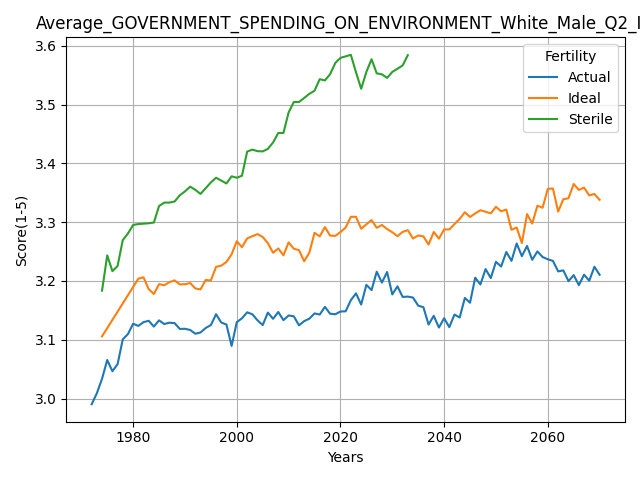 Average_GOVERNMENT_SPENDING_ON_ENVIRONMENT_White_Male_Q2_I
3.6
3.5
3.4
3.3
3.2
3.1
3.0
Score(1-5)
Fertility
Actual
Ideal
Sterile
1980 2000 2020 2040 2060
Years